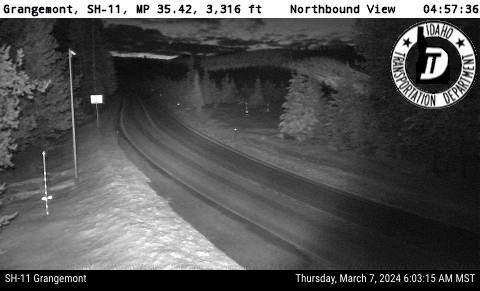 Grangemont, SH-11, MP 35.42, 3,316 ft Northbound View 04:57:36
IDAHO
TRANSPORTATION DEPARTMENT
SH-11 Grangemont Thursday, March 7, 2024 6:03:15 AM MST